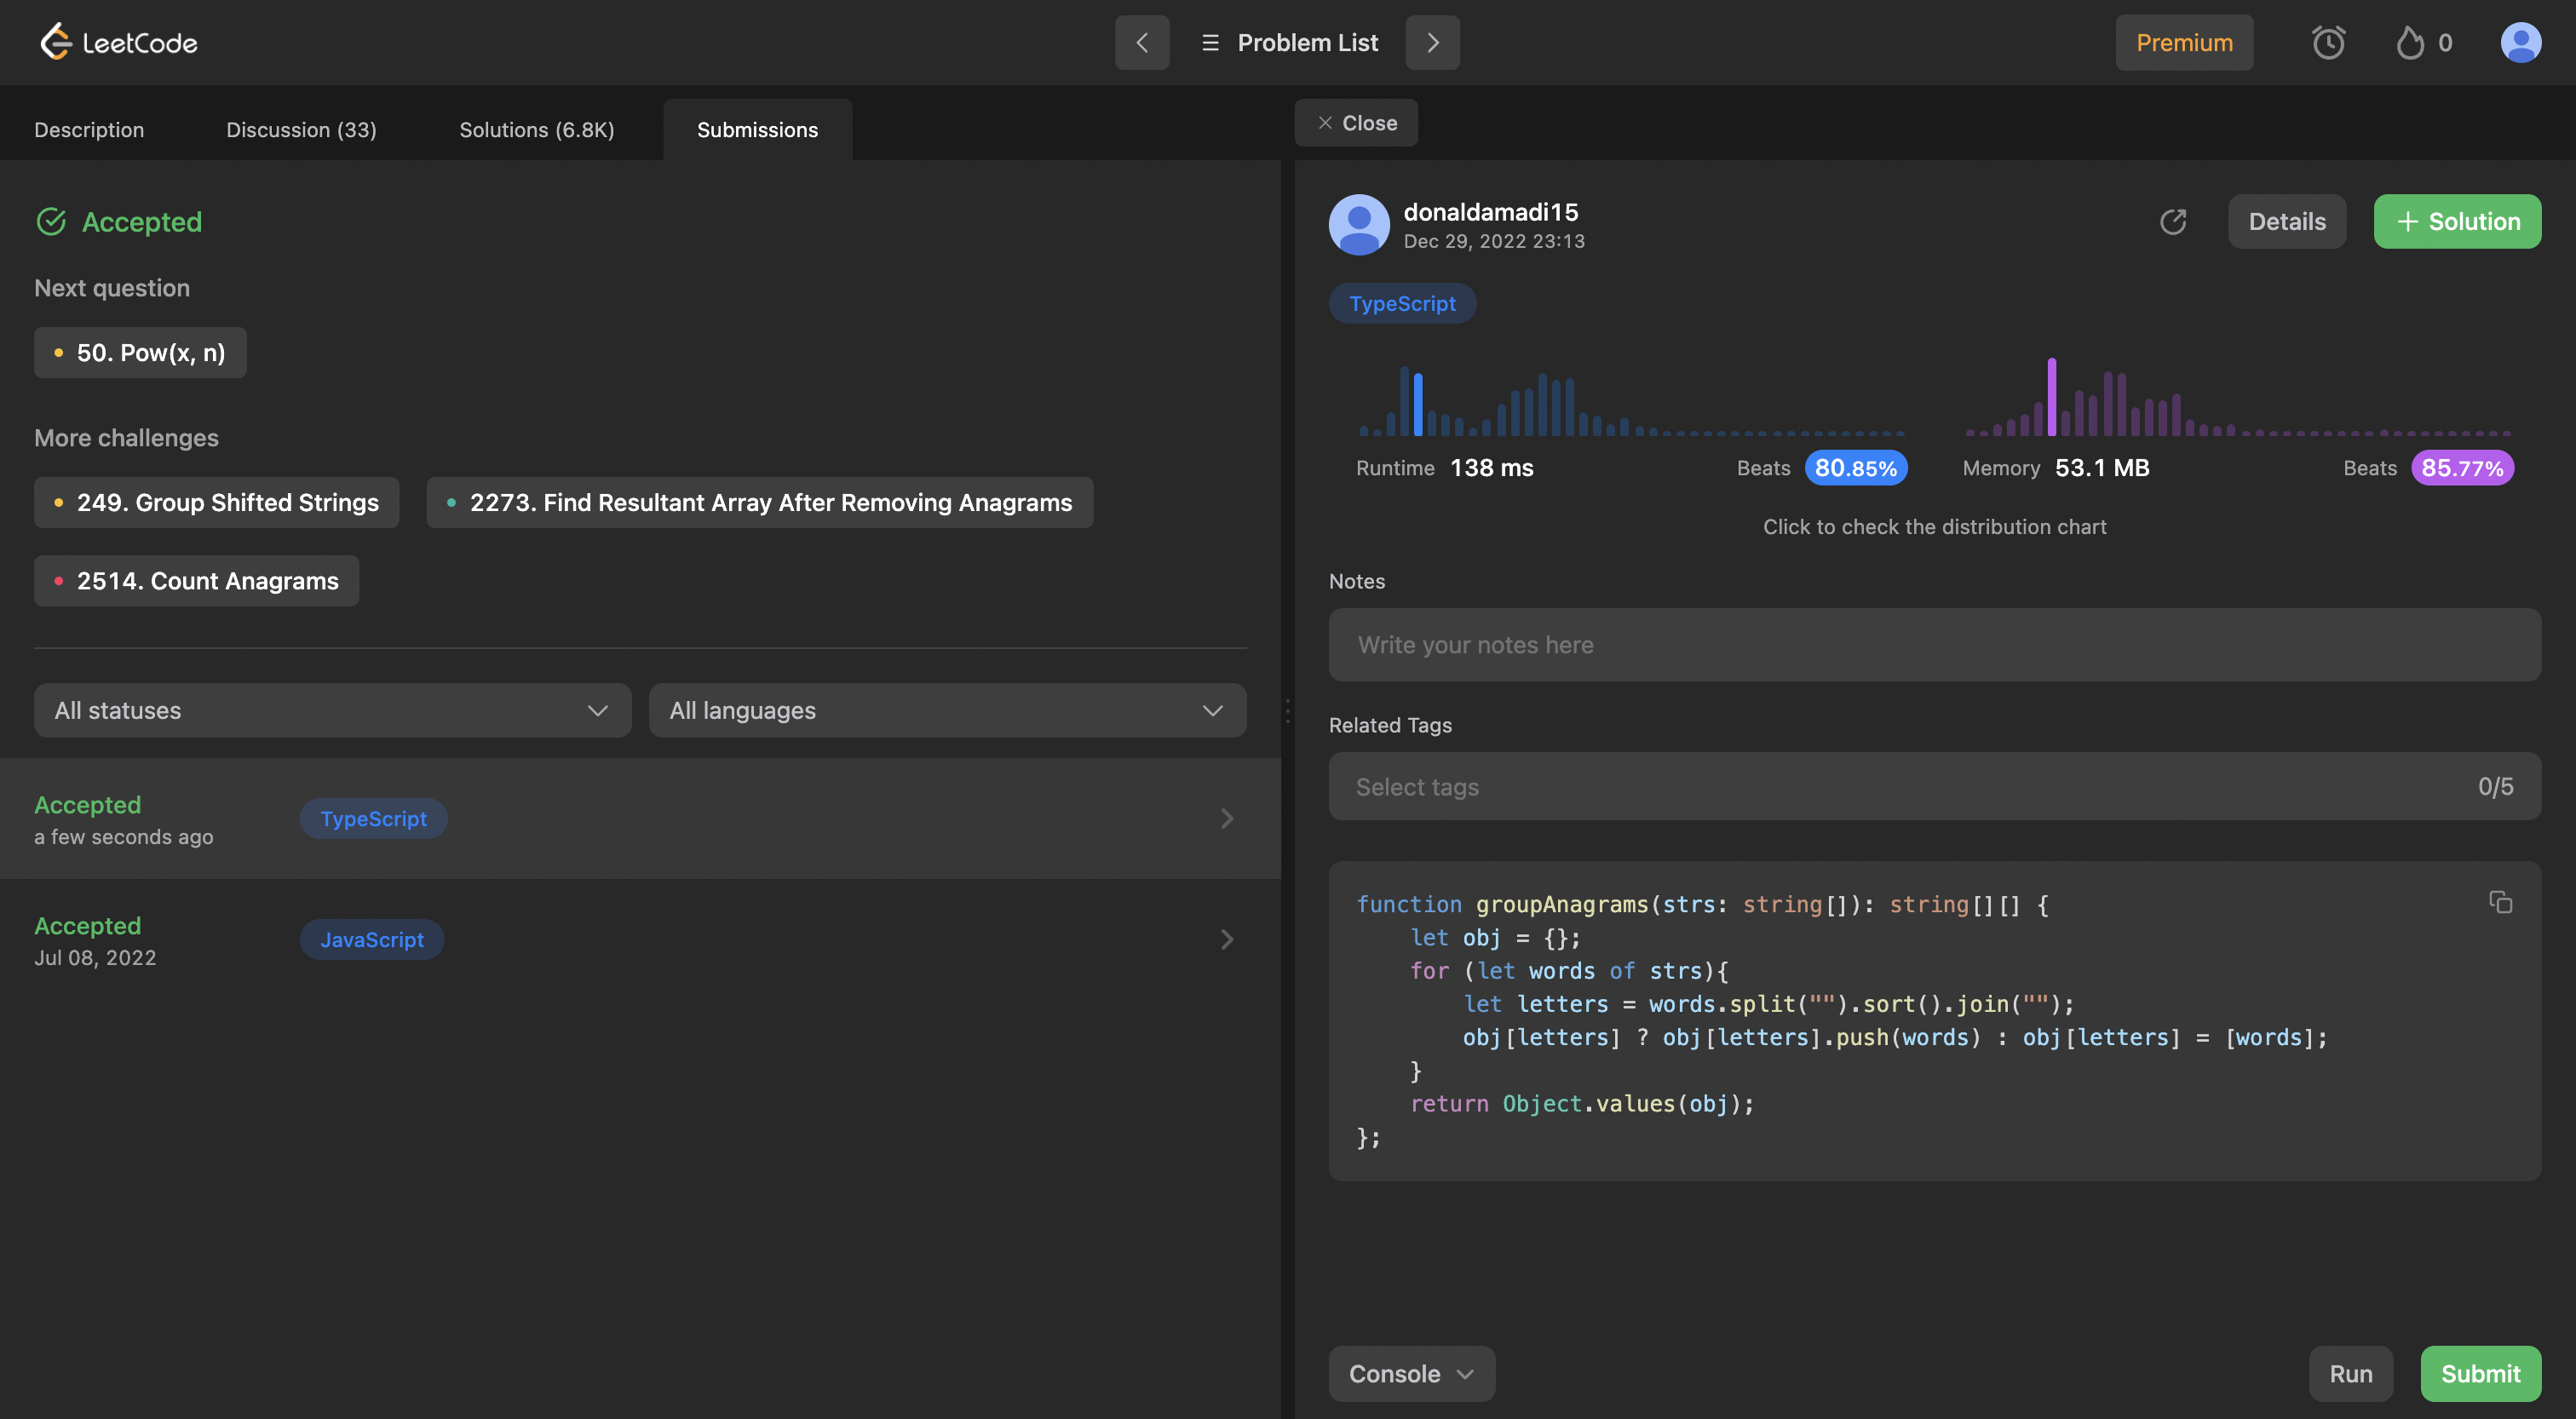 LeetCode
Problem List
Premium
0
Description
Discussion (33)
Solutions (6.8K)
Submissions
Close
Accepted
Next question
50. Pow(x, n)
More challenges
249. Group Shifted Strings
2273. Find Resultant Array After Removing Anagrams
2514. Count Anagrams
All statuses
All languages
Accepted
a few seconds ago
TypeScript
Accepted
Jul 08, 2022
JavaScript
donaldamadi15
Dec 29, 2022 23:13
Details
Solution
TypeScript
Runtime 138 ms
Beats 80.85%
Memory 53.1 MB
Beats 85.77%
Click to check the distribution chart
Notes
Write your notes here
Related Tags
Select tags
0/5
function groupAnagrams(strs: string[]): string[][] {
    let obj = {};
    for (let words of strs){
        let letters = words.split("").sort().join("");
        obj[letters] ? obj[letters].push(words) : obj[letters] = [words];
    }
    return Object.values(obj);
};
Console
Run
Submit